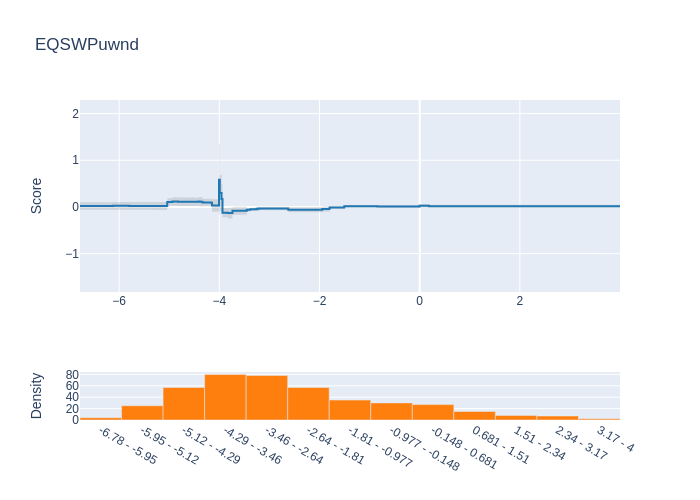 EQSWPuwnd
Score
2
1
0
−1
−6
−4
−2
0
2
Density
80
60
40
20
0
-6.78 - -5.95
-5.95 - -5.12
-5.12 - -4.29
-4.29 - -3.46
-3.46 - -2.64
-2.64 - -1.81
-1.81 - -0.977
-0.977 - -0.148
-0.148 - 0.681
0.681 - 1.51
1.51 - 2.34
2.34 - 3.17
3.17 - 4